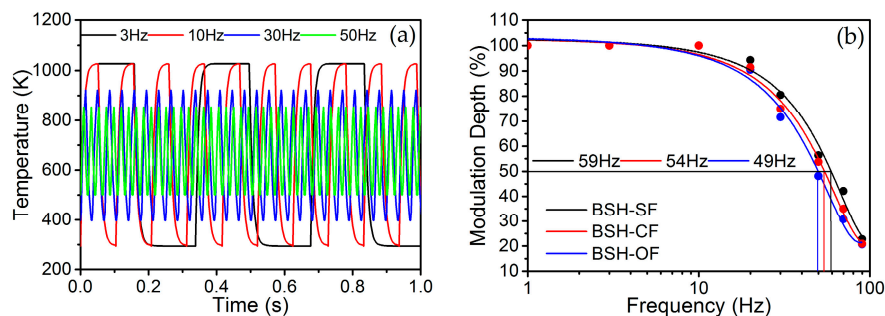 3Hz 10Hz 30Hz 50Hz (a)
1200
1000
800
600
400
200
Temperature (K)
0.0 0.2 0.4 0.6 0.8 1.0
Time (s)
(b)
110
100
90
80
70
60
50
40
30
20
10
Modulation Depth (%)
59Hz 54Hz 49Hz
BSH-SF
BSH-CF
BSH-OF
1 10 100
Frequency (Hz)